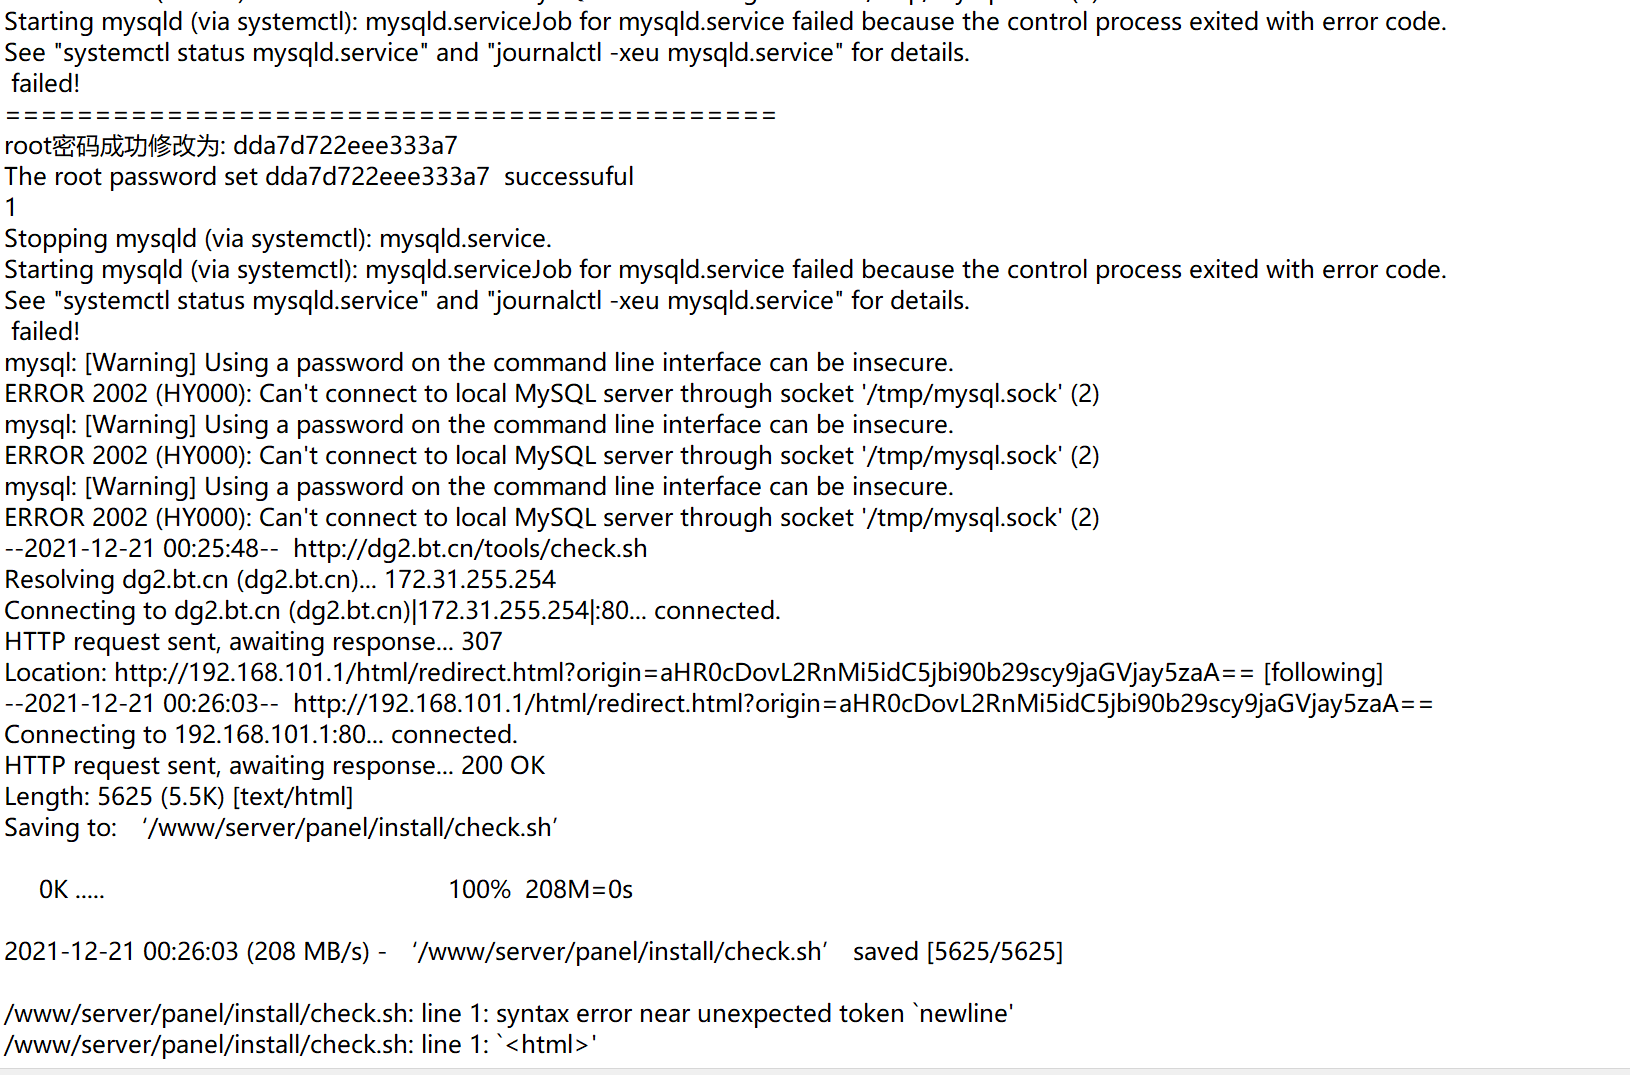 Starting mysqld (via systemctl): mysqld.serviceJob for mysqld.service failed because the control process exited with error code.
See "systemctl status mysqld.service" and "journalctl -xeu mysqld.service" for details.
 failed!
===========================================
root密码成功修改为: dda7d722eee333a7
The root password set dda7d722eee333a7  successuful
1
Stopping mysqld (via systemctl): mysqld.service.
Starting mysqld (via systemctl): mysqld.serviceJob for mysqld.service failed because the control process exited with error code.
See "systemctl status mysqld.service" and "journalctl -xeu mysqld.service" for details.
 failed!
mysql: [Warning] Using a password on the command line interface can be insecure.
ERROR 2002 (HY000): Can't connect to local MySQL server through socket '/tmp/mysql.sock' (2)
mysql: [Warning] Using a password on the command line interface can be insecure.
ERROR 2002 (HY000): Can't connect to local MySQL server through socket '/tmp/mysql.sock' (2)
mysql: [Warning] Using a password on the command line interface can be insecure.
ERROR 2002 (HY000): Can't connect to local MySQL server through socket '/tmp/mysql.sock' (2)
--2021-12-21 00:25:48--  http://dg2.bt.cn/tools/check.sh
Resolving dg2.bt.cn (dg2.bt.cn)... 172.31.255.254
Connecting to dg2.bt.cn (dg2.bt.cn)|172.31.255.254|:80... connected.
HTTP request sent, awaiting response... 307
Location: http://192.168.101.1/html/redirect.html?origin=aHR0cDovL2RnMi5idC5jbi90b29scy9jaGVjay5zaA== [following]
--2021-12-21 00:26:03--  http://192.168.101.1/html/redirect.html?origin=aHR0cDovL2RnMi5idC5jbi90b29scy9jaGVjay5zaA==
Connecting to 192.168.101.1:80... connected.
HTTP request sent, awaiting response... 200 OK
Length: 5625 (5.5K) [text/html]
Saving to: ‘/www/server/panel/install/check.sh’
0K ..... 100% 208M=0s
2021-12-21 00:26:03 (208 MB/s) - ‘/www/server/panel/install/check.sh’ saved [5625/5625]
/www/server/panel/install/check.sh: line 1: syntax error near unexpected token `newline'
/www/server/panel/install/check.sh: line 1: `<html>'